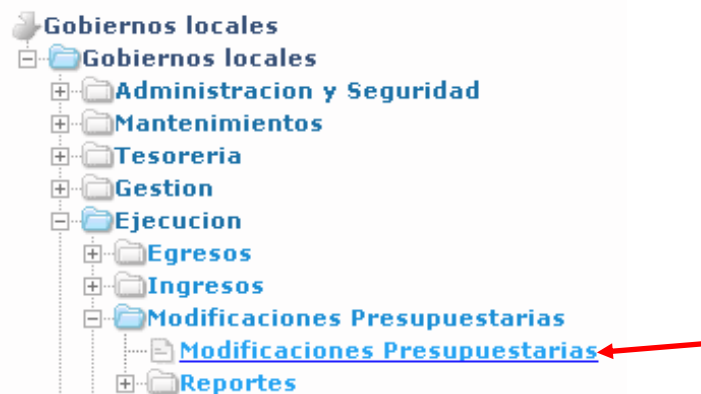 Gobiernos locales
Gobiernos locales
Administracion y Seguridad
Mantenimientos
Tesoreria
Gestion
Ejecucion
Egresos
Ingresos
Modificaciones Presupuestarias
Modificaciones Presupuestarias
Reportes